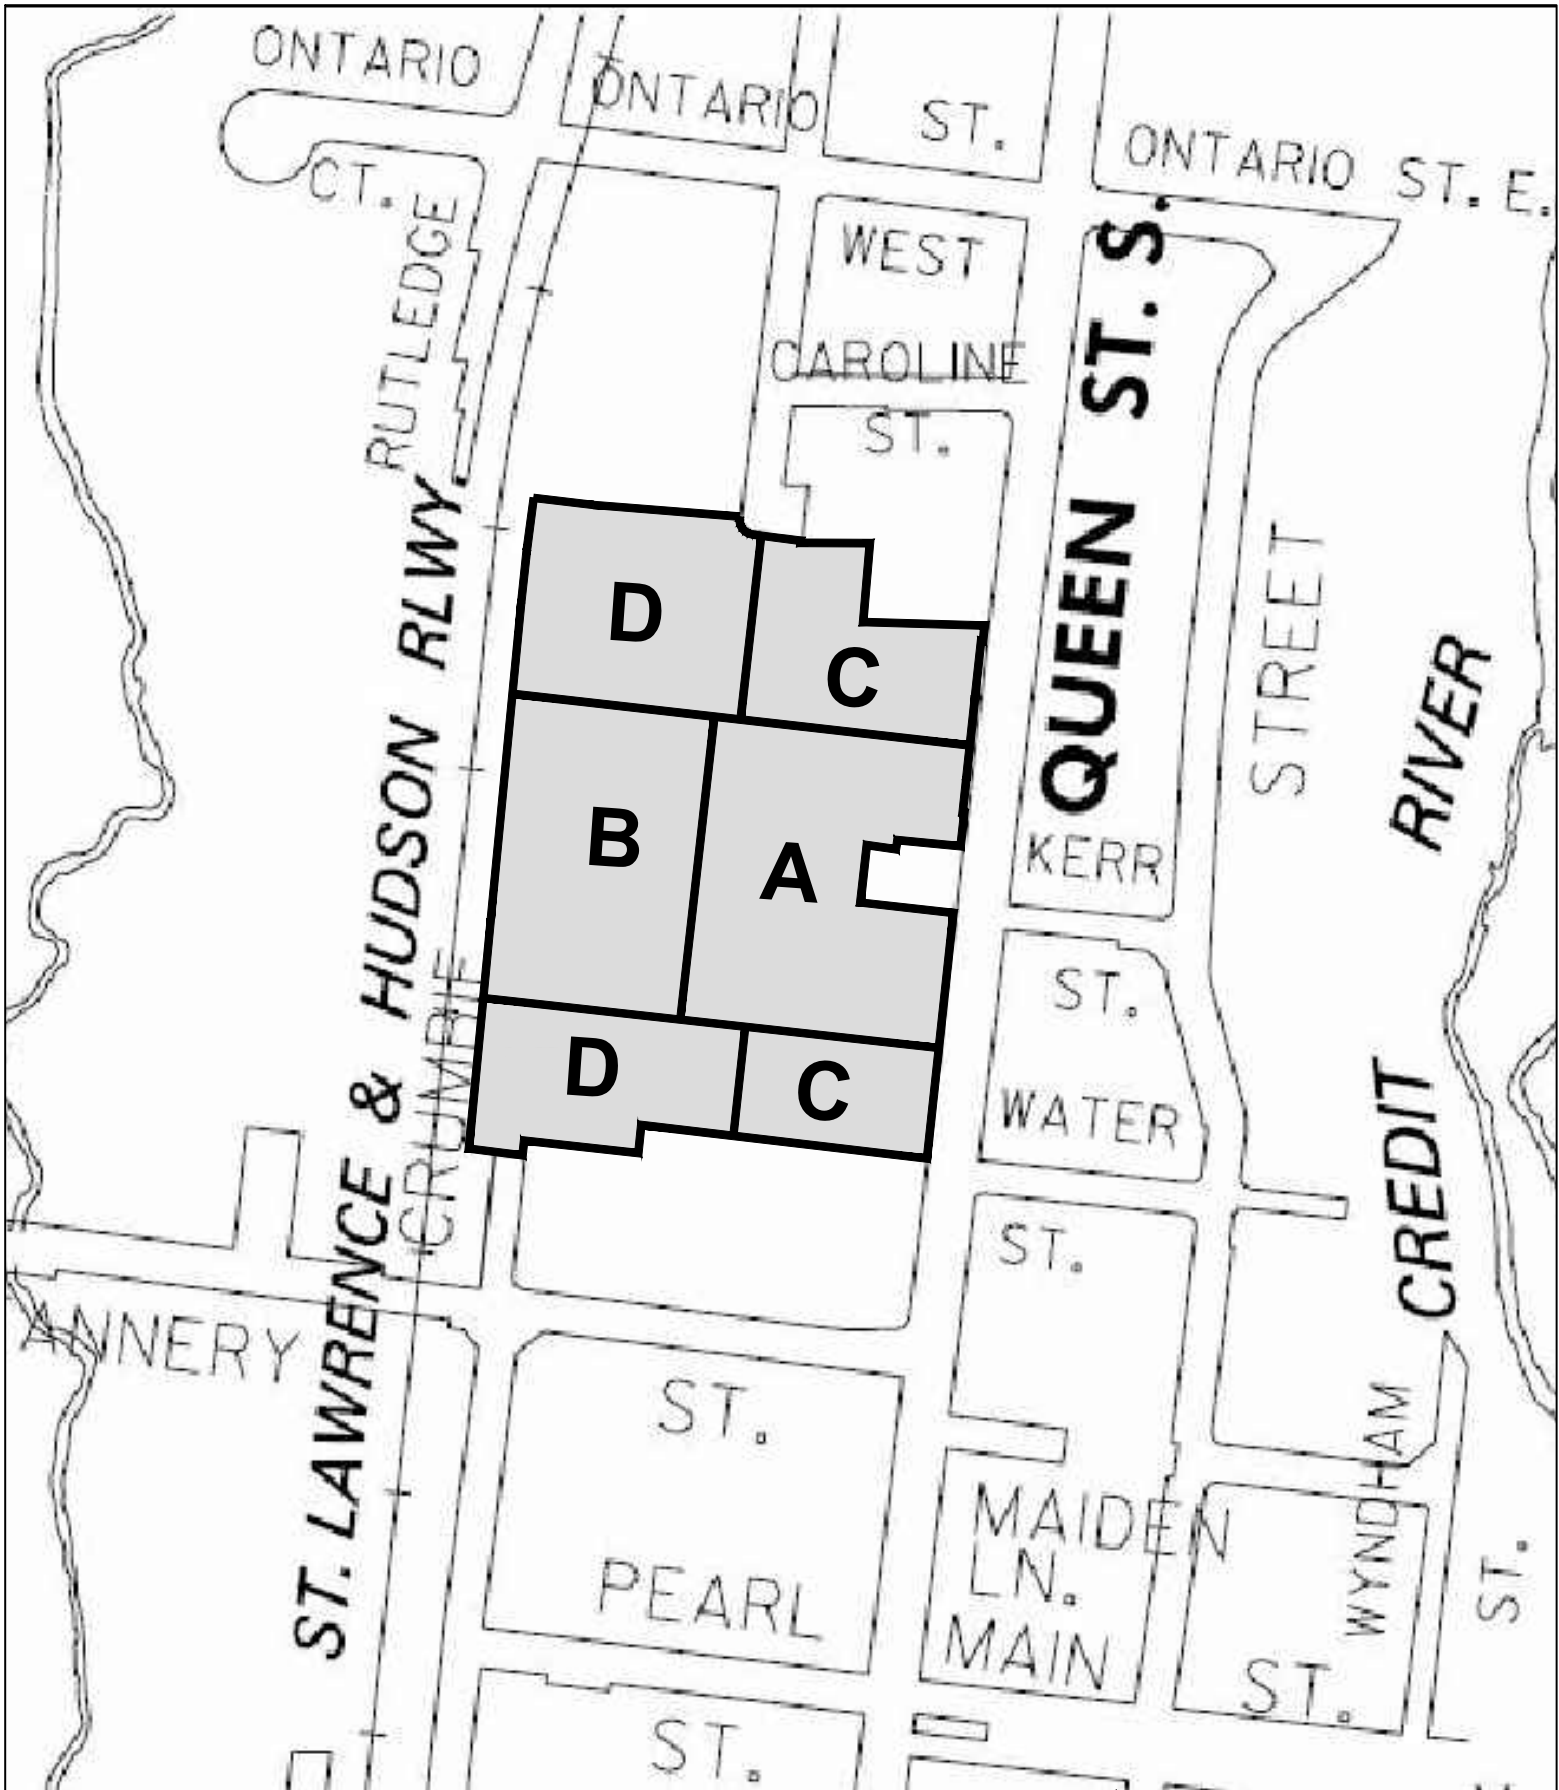 ONTARIO
CT.
ONTARIO ST.
ONTARIO ST. E.
RUTLEDGE
WEST
CAROLINE
ST.
QUEEN ST. S.
STREET
D
C
B
A
D
C
KERR
ST.
WATER
ST.
CREDIT RIVER
ST. LAWRENCE & HUDSON RLWY.
CRUMBIE
ANNERY
ST.
PEARL
ST.
MAIDEN
LN.
MAIN
ST.
WYNDHAM
ST.